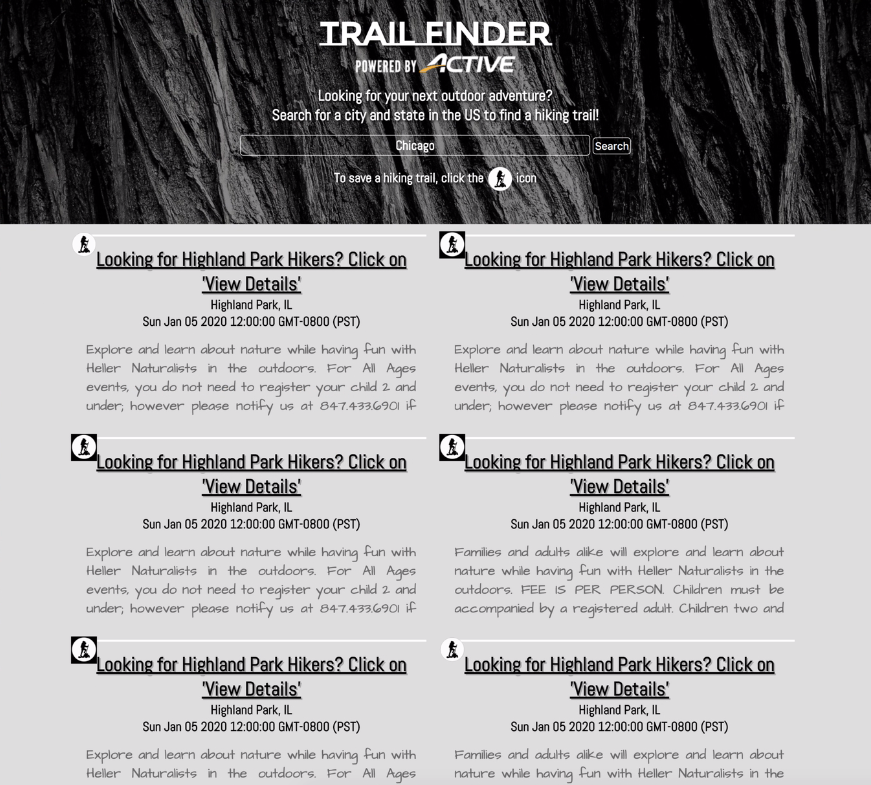 TRAIL FINDER
POWERED BY ACTIVE
Looking for your next outdoor adventure?
Search for a city and state in the US to find a hiking trail!
Chicago
Search
To save a hiking trail, click the icon
Looking for Highland Park Hikers? Click on
'View Details'
Highland Park, IL
Sun Jan 05 2020 12:00:00 GMT-0800 (PST)
Explore and learn about nature while having fun with
Heller Naturalists in the outdoors. For All Ages
events, you do not need to register your child 2 and
under; however please notify us at 847.433.6901 if
Looking for Highland Park Hikers? Click on
'View Details'
Highland Park, IL
Sun Jan 05 2020 12:00:00 GMT-0800 (PST)
Explore and learn about nature while having fun with
Heller Naturalists in the outdoors. For All Ages
events, you do not need to register your child 2 and
under; however please notify us at 847.433.6901 if
Looking for Highland Park Hikers? Click on
'View Details'
Highland Park, IL
Sun Jan 05 2020 12:00:00 GMT-0800 (PST)
Explore and learn about nature while having fun with
Heller Naturalists in the outdoors. For All Ages
events, you do not need to register your child 2 and
under; however please notify us at 847.433.6901 if
Looking for Highland Park Hikers? Click on
'View Details'
Highland Park, IL
Sun Jan 05 2020 12:00:00 GMT-0800 (PST)
Families and adults alike will explore and learn about
nature while having fun with Heller Naturalists in the
outdoors. FEE IS PER PERSON. Children must be
accompanied by a registered adult. Children two and
Looking for Highland Park Hikers? Click on
'View Details'
Highland Park, IL
Sun Jan 05 2020 12:00:00 GMT-0800 (PST)
Explore and learn about nature while having fun with
Heller Naturalists in the outdoors. For All Ages
Looking for Highland Park Hikers? Click on
'View Details'
Highland Park, IL
Sun Jan 05 2020 12:00:00 GMT-0800 (PST)
Families and adults alike will explore and learn about
nature while having fun with Heller Naturalists in the